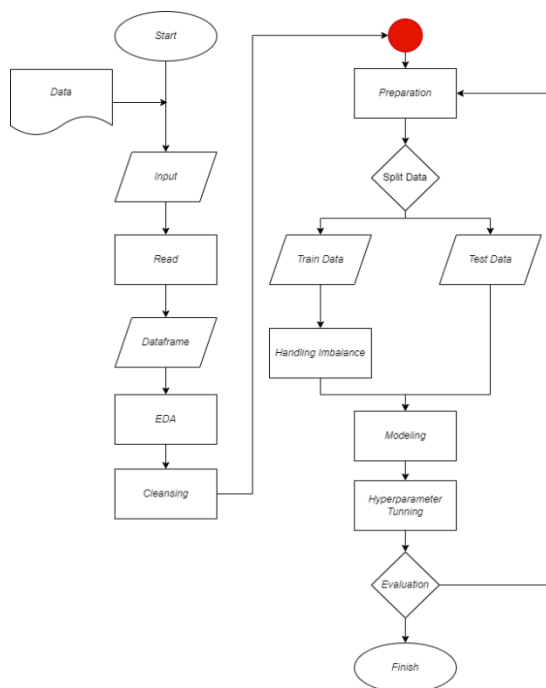 Start
Data
Input
Read
Dataframe
EDA
Cleansing
Preparation
Split Data
Train Data
Test Data
Handling Imbalance
Modeling
Hyperparameter
Tunning
Evaluation
Finish